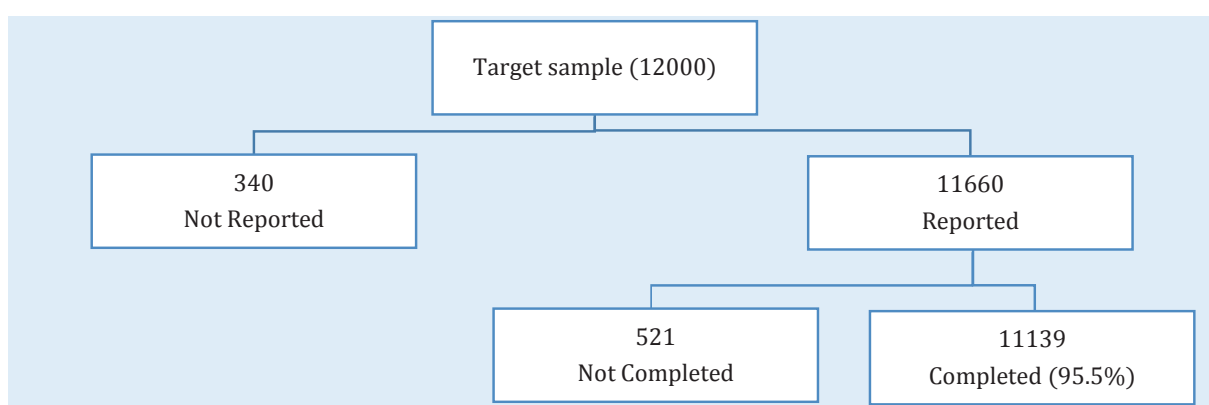 Target sample (12000)
340
Not Reported
11660
Reported
521
Not Completed
11139
Completed (95.5%)